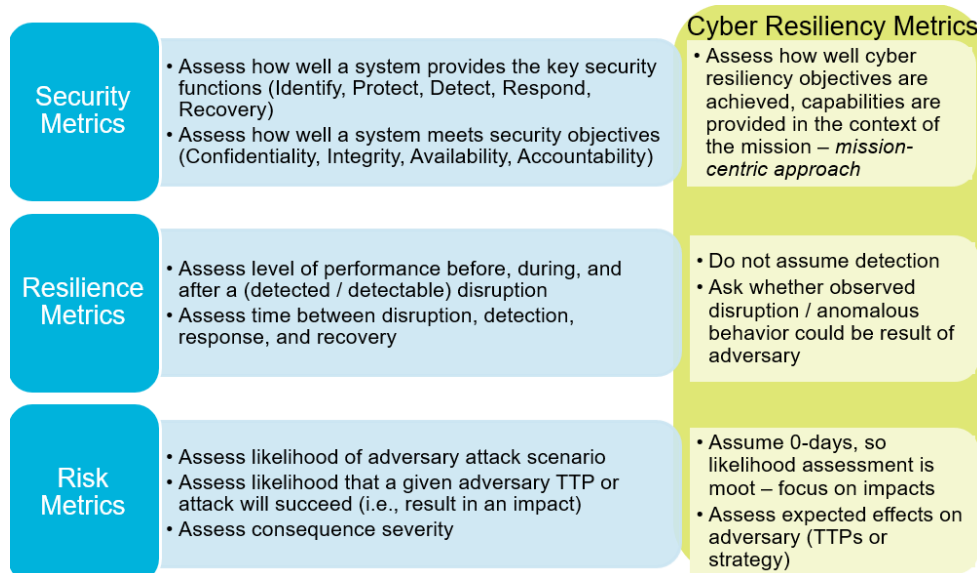 Cyber Resiliency Metrics
Security
Metrics
• Assess how well a system provides the key security
functions (Identify, Protect, Detect, Respond,
Recovery)
• Assess how well a system meets security objectives
(Confidentiality, Integrity, Availability, Accountability)
• Assess how well cyber
resiliency objectives are
achieved, capabilities are
provided in the context of
the mission – mission-
centric approach
Resilience
Metrics
• Assess level of performance before, during, and
after a (detected / detectable) disruption
• Assess time between disruption, detection,
response, and recovery
• Do not assume detection
• Ask whether observed
disruption / anomalous
behavior could be result of
adversary
Risk
Metrics
• Assess likelihood of adversary attack scenario
• Assess likelihood that a given adversary TTP or
attack will succeed (i.e., result in an impact)
• Assess consequence severity
• Assume 0-days, so
likelihood assessment is
moot – focus on impacts
• Assess expected effects on
adversary (TTPs or
strategy)